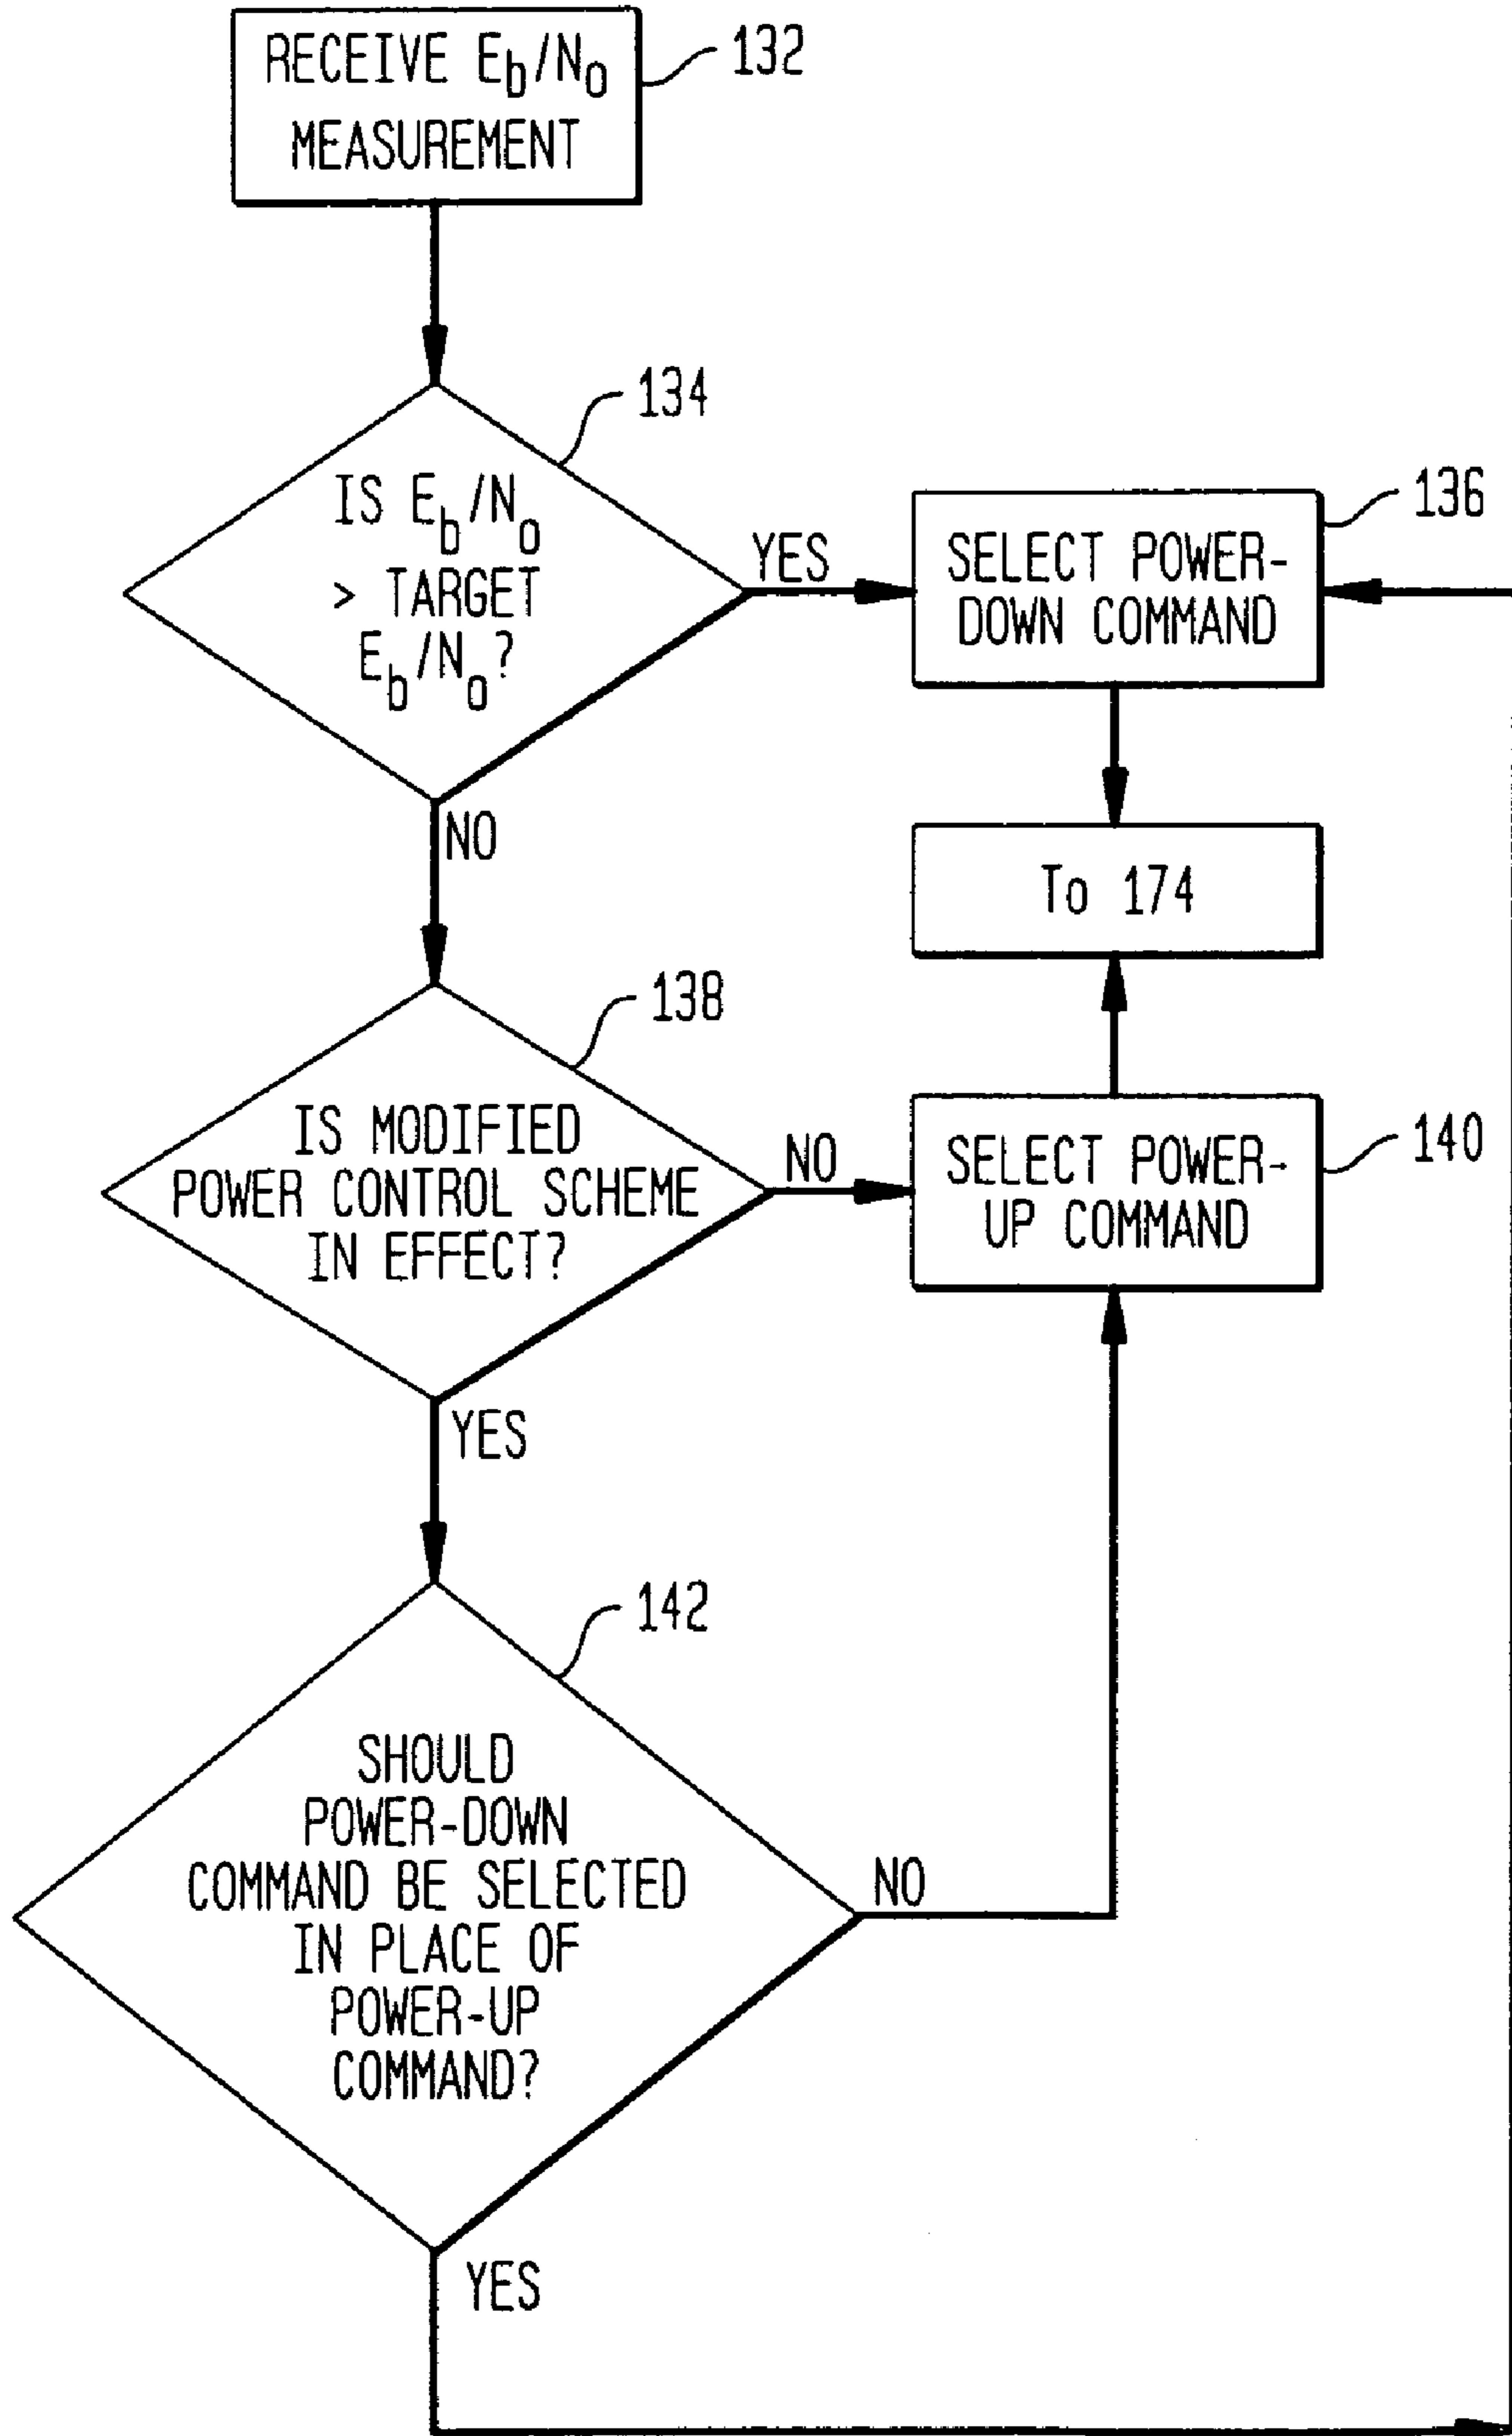 RECEIVE Eb/No
MEASUREMENT
132
134
IS Eb/No
> TARGET
Eb/No?
YES
NO
SELECT POWER-
DOWN COMMAND
136
To 174
138
IS MODIFIED
POWER CONTROL SCHEME
IN EFFECT?
NO
YES
SELECT POWER-
UP COMMAND
140
142
SHOULD
POWER-DOWN
COMMAND BE SELECTED
IN PLACE OF
POWER-UP
COMMAND?
NO
YES